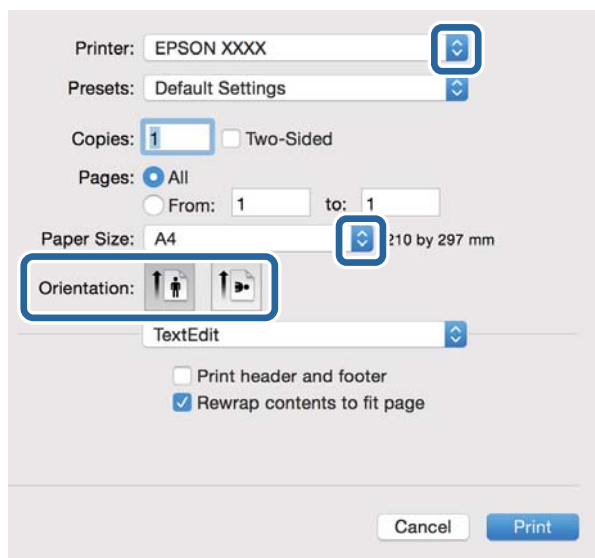 Printer: EPSON XXXX
Presets: Default Settings
Copies: 1 Two-Sided
Pages: All
From: 1 to: 1
Paper Size: A4 210 by 297 mm
Orientation:
TextEdit
Print header and footer
Rewrap contents to fit page
Cancel Print